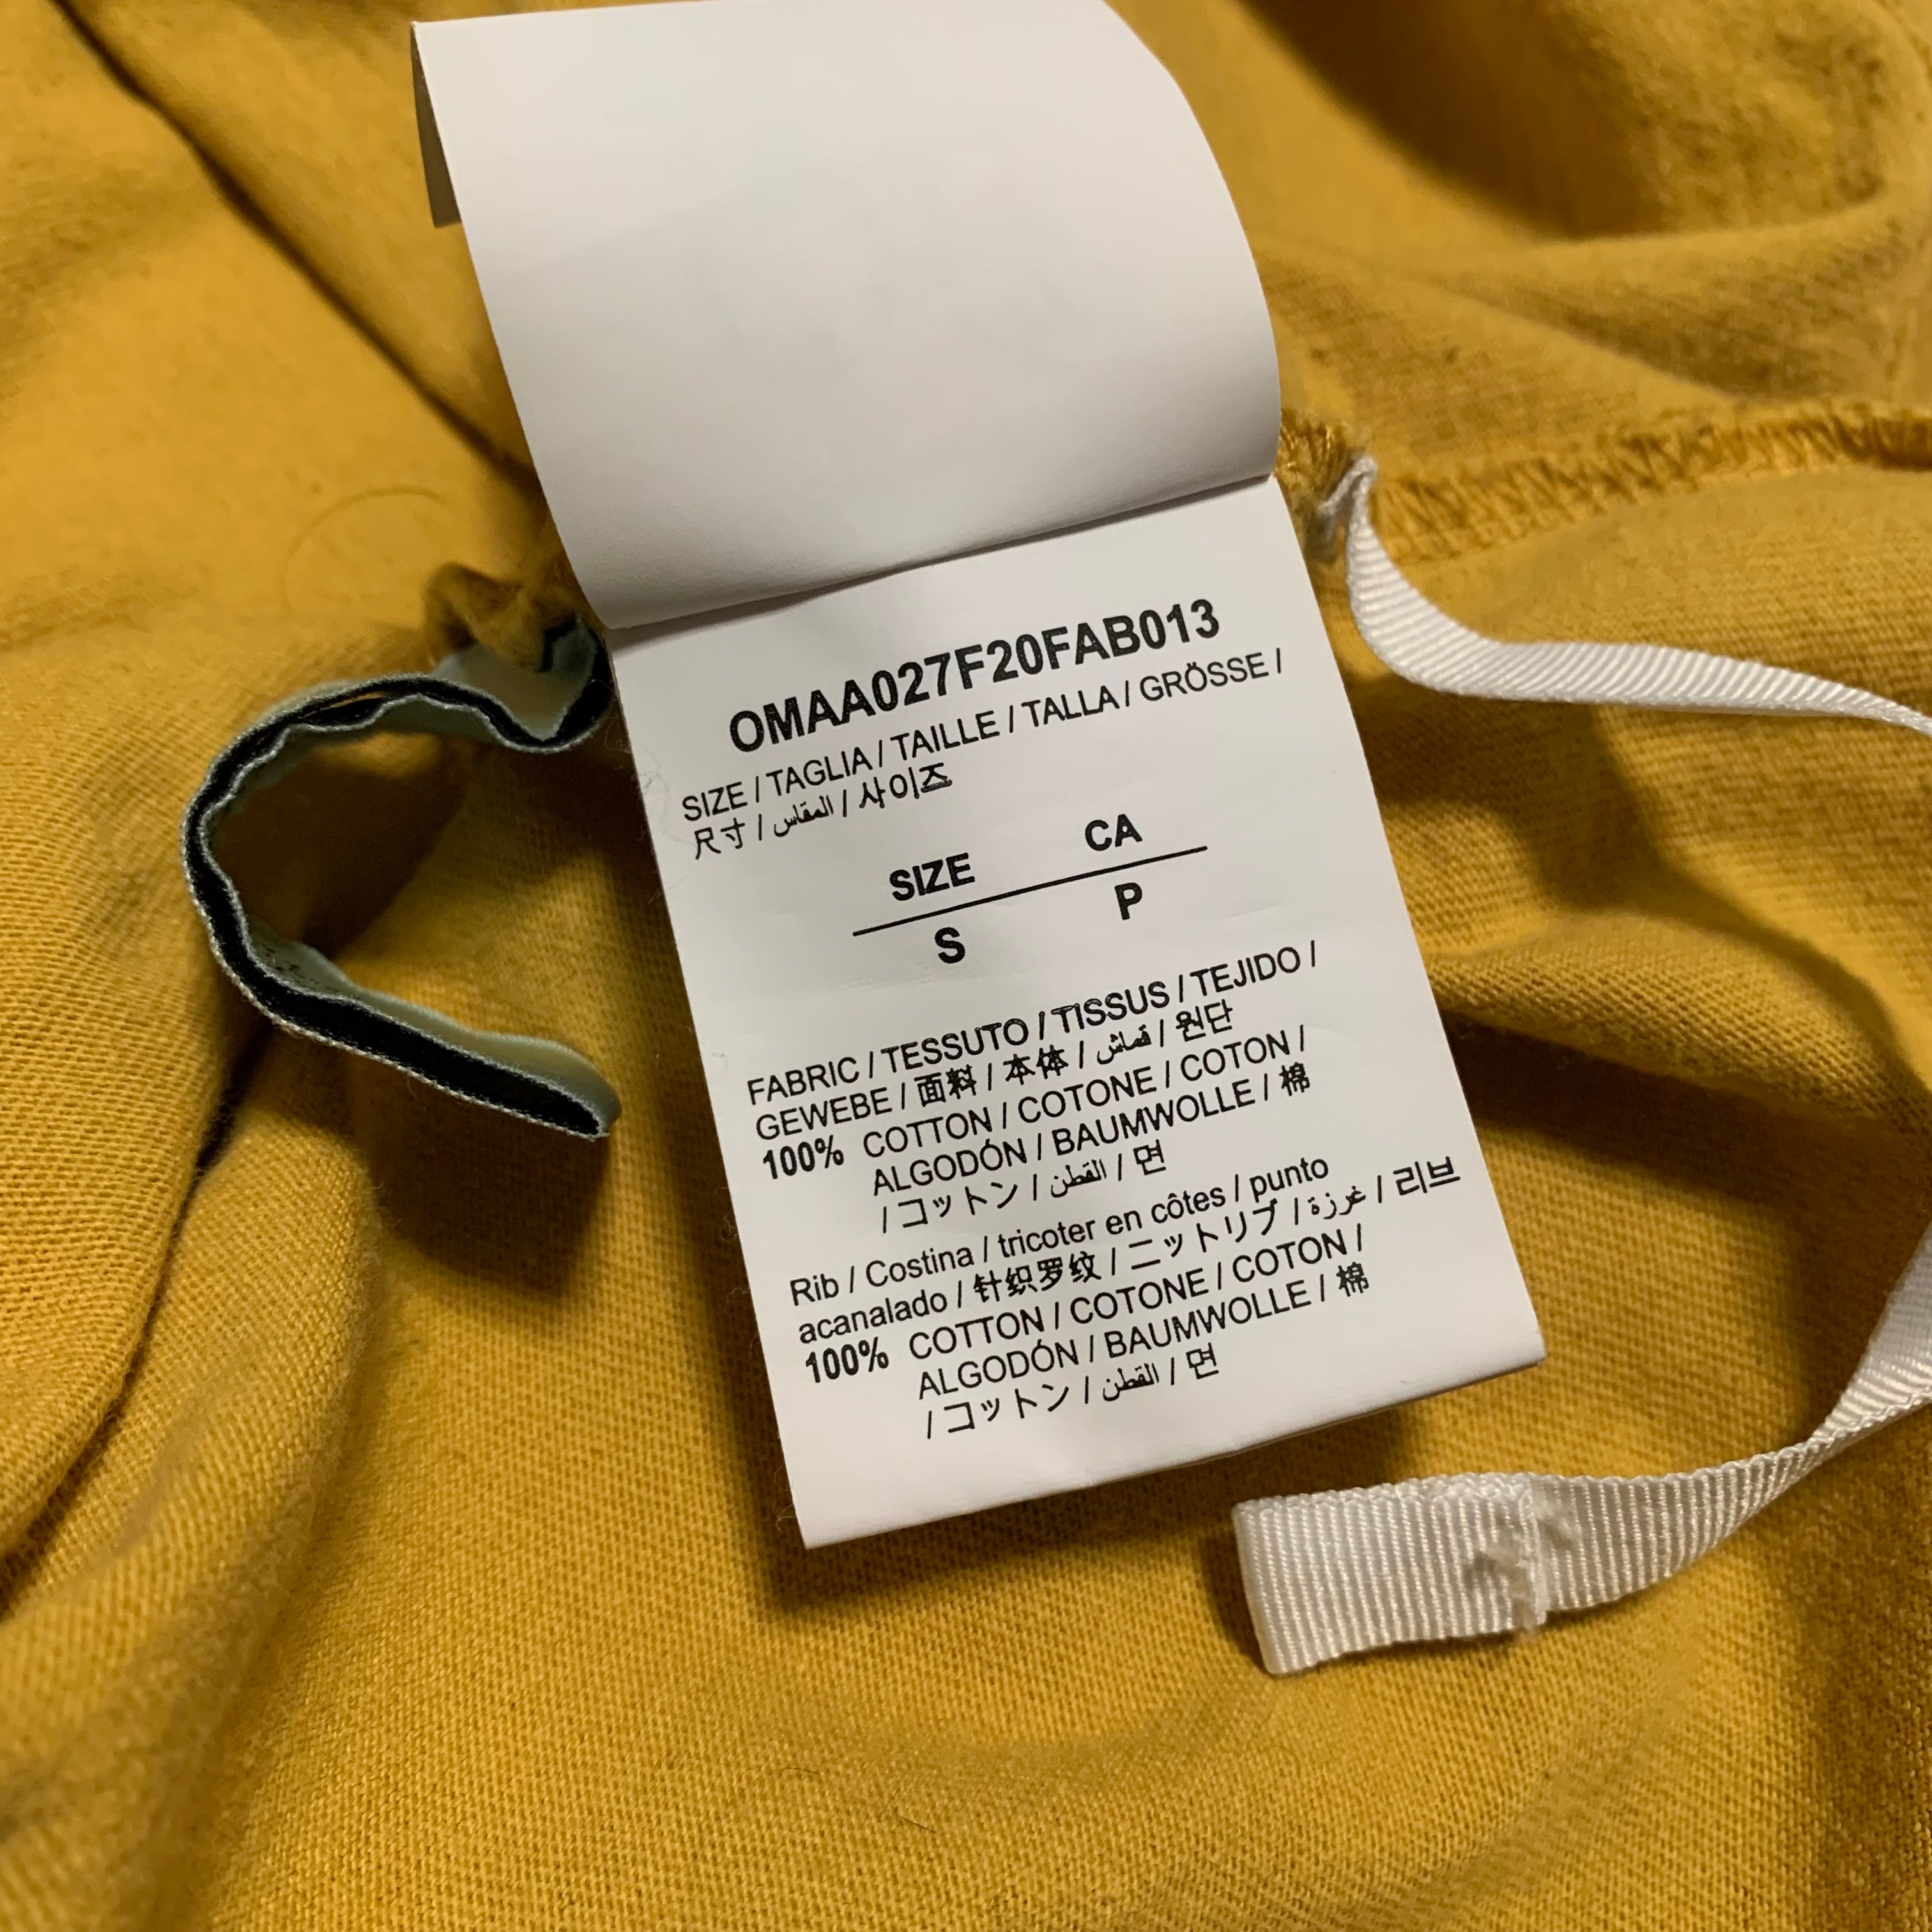 OMAA027F20FAB013
SIZE / TAGLIA / TAILLE / TALLA / GRÖSSE /
尺寸 / المقاس / 사이즈
SIZE CA
S P
FABRIC / TESSUTO / TISSUS / TEJIDO /
GEWEBE / 面料 / 本体 / قماش / 원단
100% COTTON / COTONE / COTON /
ALGODÓN / BAUMWOLLE / 棉
/ コットン / القطن / 면
Rib / Costina / tricoter en côtes / punto
acanalado / 针织罗纹 / ニットリブ / غرزة / 리브
100% COTTON / COTONE / COTON /
ALGODÓN / BAUMWOLLE / 棉
/ コットン / القطن / 면